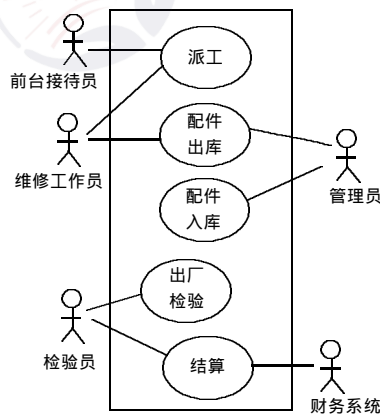 派工
前台接待员
配件
出库
维修工作员
管理员
配件
入库
出厂
检验
检验员
结算
财务系统